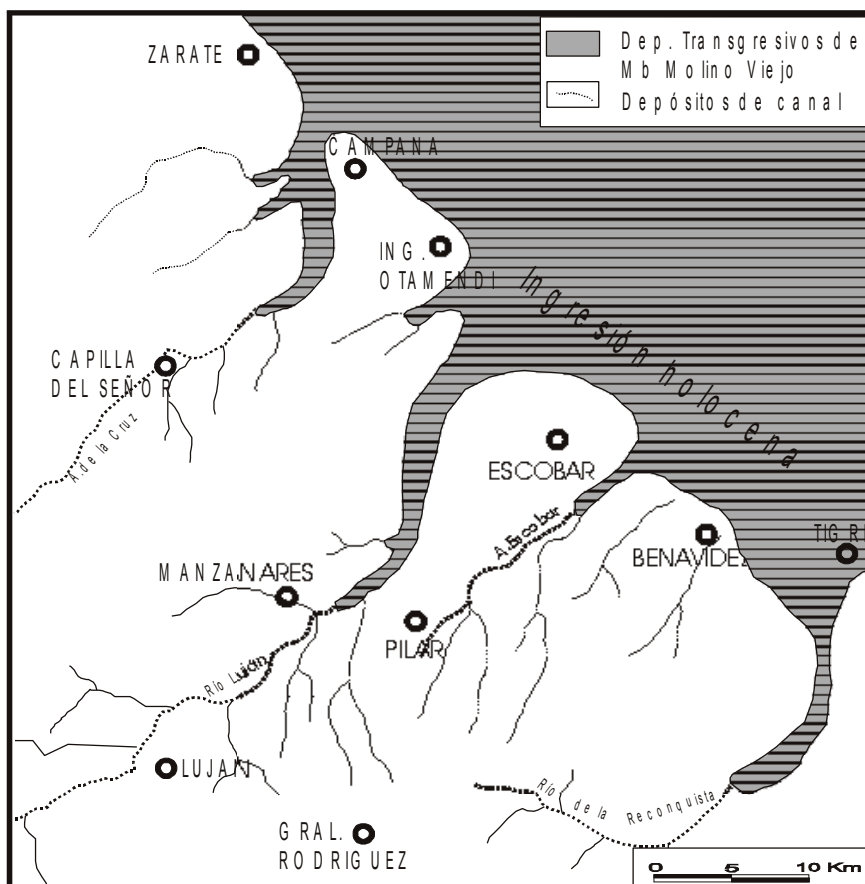 ZARATE
Dep. Transgresivos de
Mb Molino Viejo
Depósitos de canal
CAMPANA
ING.
OTAMENDI
Ingresión holocena
CAPILLA
DEL SEÑOR
A. de la Cruz
ESCOBAR
A. Escobar
BENAVIDEZ
TIGRE
MANZANARES
PILAR
Río Luján
LUJAN
Río de la Reconquista
GRAL.
RODRIGUEZ
0 5 10 Km